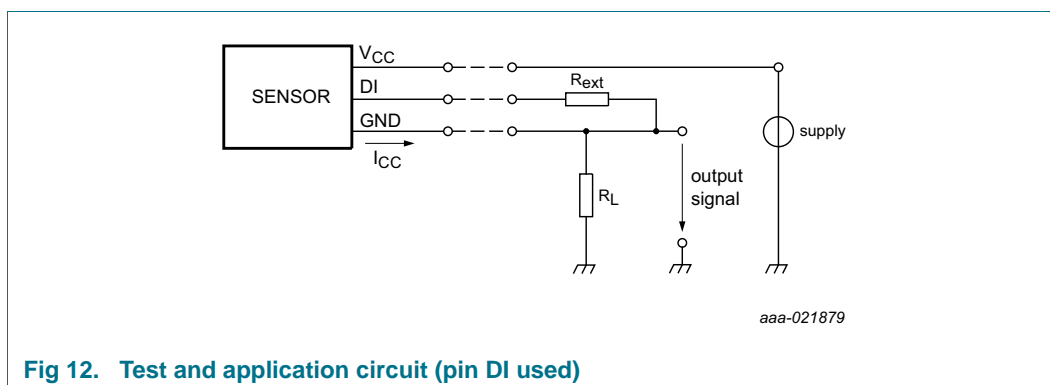 VCC
Rext
DI
SENSOR
GND
supply
ICC
output
signal
RL
aaa-021879
Fig 12. Test and application circuit (pin DI used)